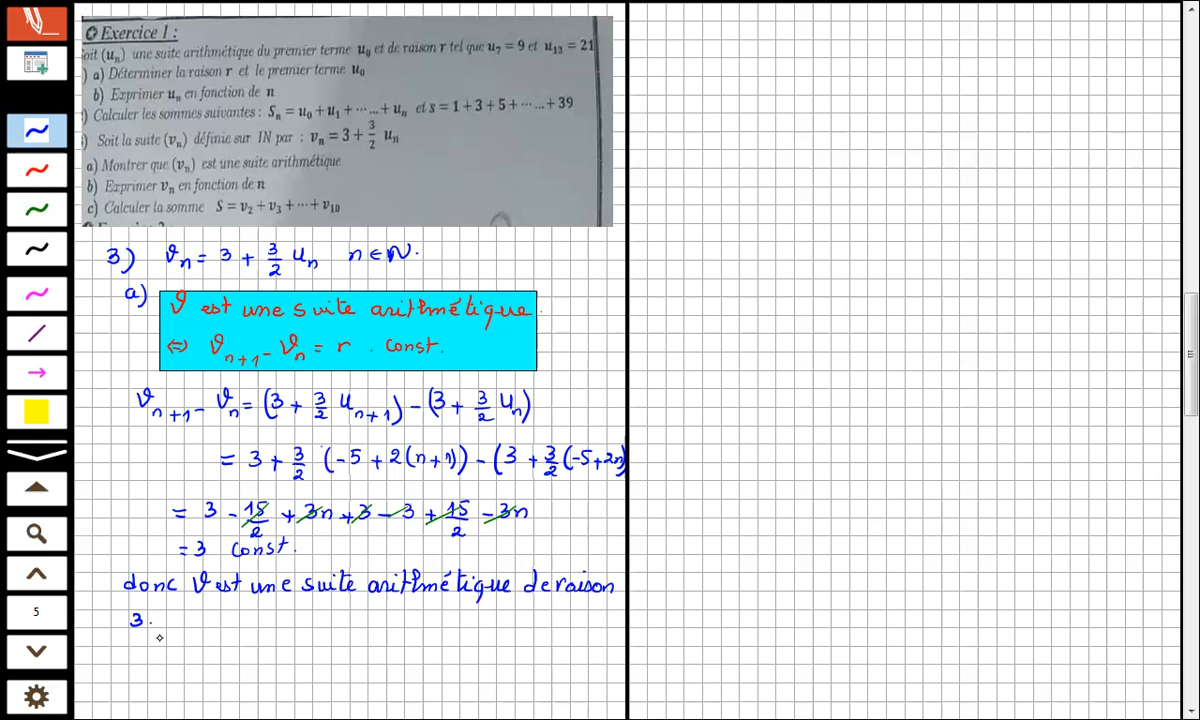 Exercice 1 :
oit (uₙ) une suite arithmétique du premier terme u₀ et de raison r tel que u₇ = 9 et u₁₃ = 21
) a) Déterminer la raison r et le premier terme u₀
b) Exprimer uₙ en fonction de n
) Calculer les sommes suivantes : Sₙ = u₀ + u₁ + ⋯ … + uₙ et s = 1 + 3 + 5 + ⋯ … + 39
) Soit la suite (vₙ) définie sur IN par : vₙ = 3 + 3/2 uₙ
a) Montrer que (vₙ) est une suite arithmétique
b) Exprimer vₙ en fonction de n
c) Calculer la somme S = v₂ + v₃ + ⋯ + v₁₀
3) ϑₙ = 3 + 3/2 uₙ n ∈ ℕ.
a) ϑ est une suite arithmétique.
⇔ ϑₙ₊₁ - ϑₙ = r . const.
ϑₙ₊₁ - ϑₙ = (3 + 3/2 uₙ₊₁) - (3 + 3/2 uₙ)
= 3 + 3/2 (-5 + 2(n+1)) - (3 + 3/2 (-5 + 2n)
= 3 - 15/2 + 3n + 3 - 3 + 15/2 - 3n
= 3 const.
donc ϑ est une suite arithmétique de raison
3.
5